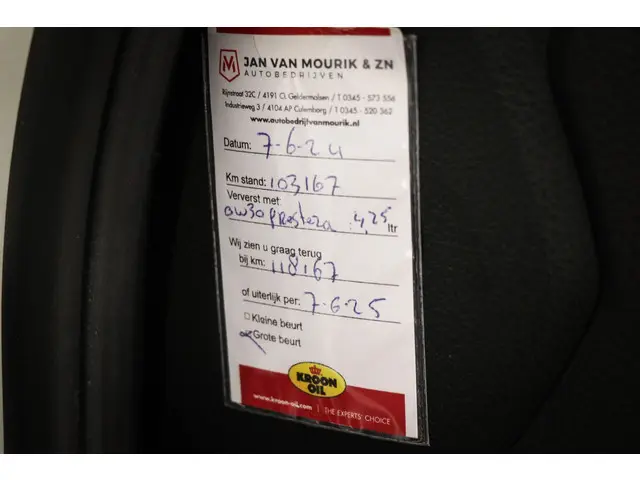 JAN VAN MOURIK & ZN
AUTOBEDRIJVEN
Rijnstraat 32C / 4191 CL Geldermalsen / T 0345 - 573 556
Industrieweg 3 / 4104 AP Culemborg / T 0345 - 520 362
www.autobedrijfvanmourik.nl
Datum: 7-6-24
Km stand: 103167
Ververst met:
0W30 presteza 4,25 ltr
Wij zien u graag terug
bij km: 118167
of uiterlijk per: 7-6-25
Kleine beurt
Grote beurt
KROON
OIL
www.kroon-oil.com | THE EXPERTS' CHOICE